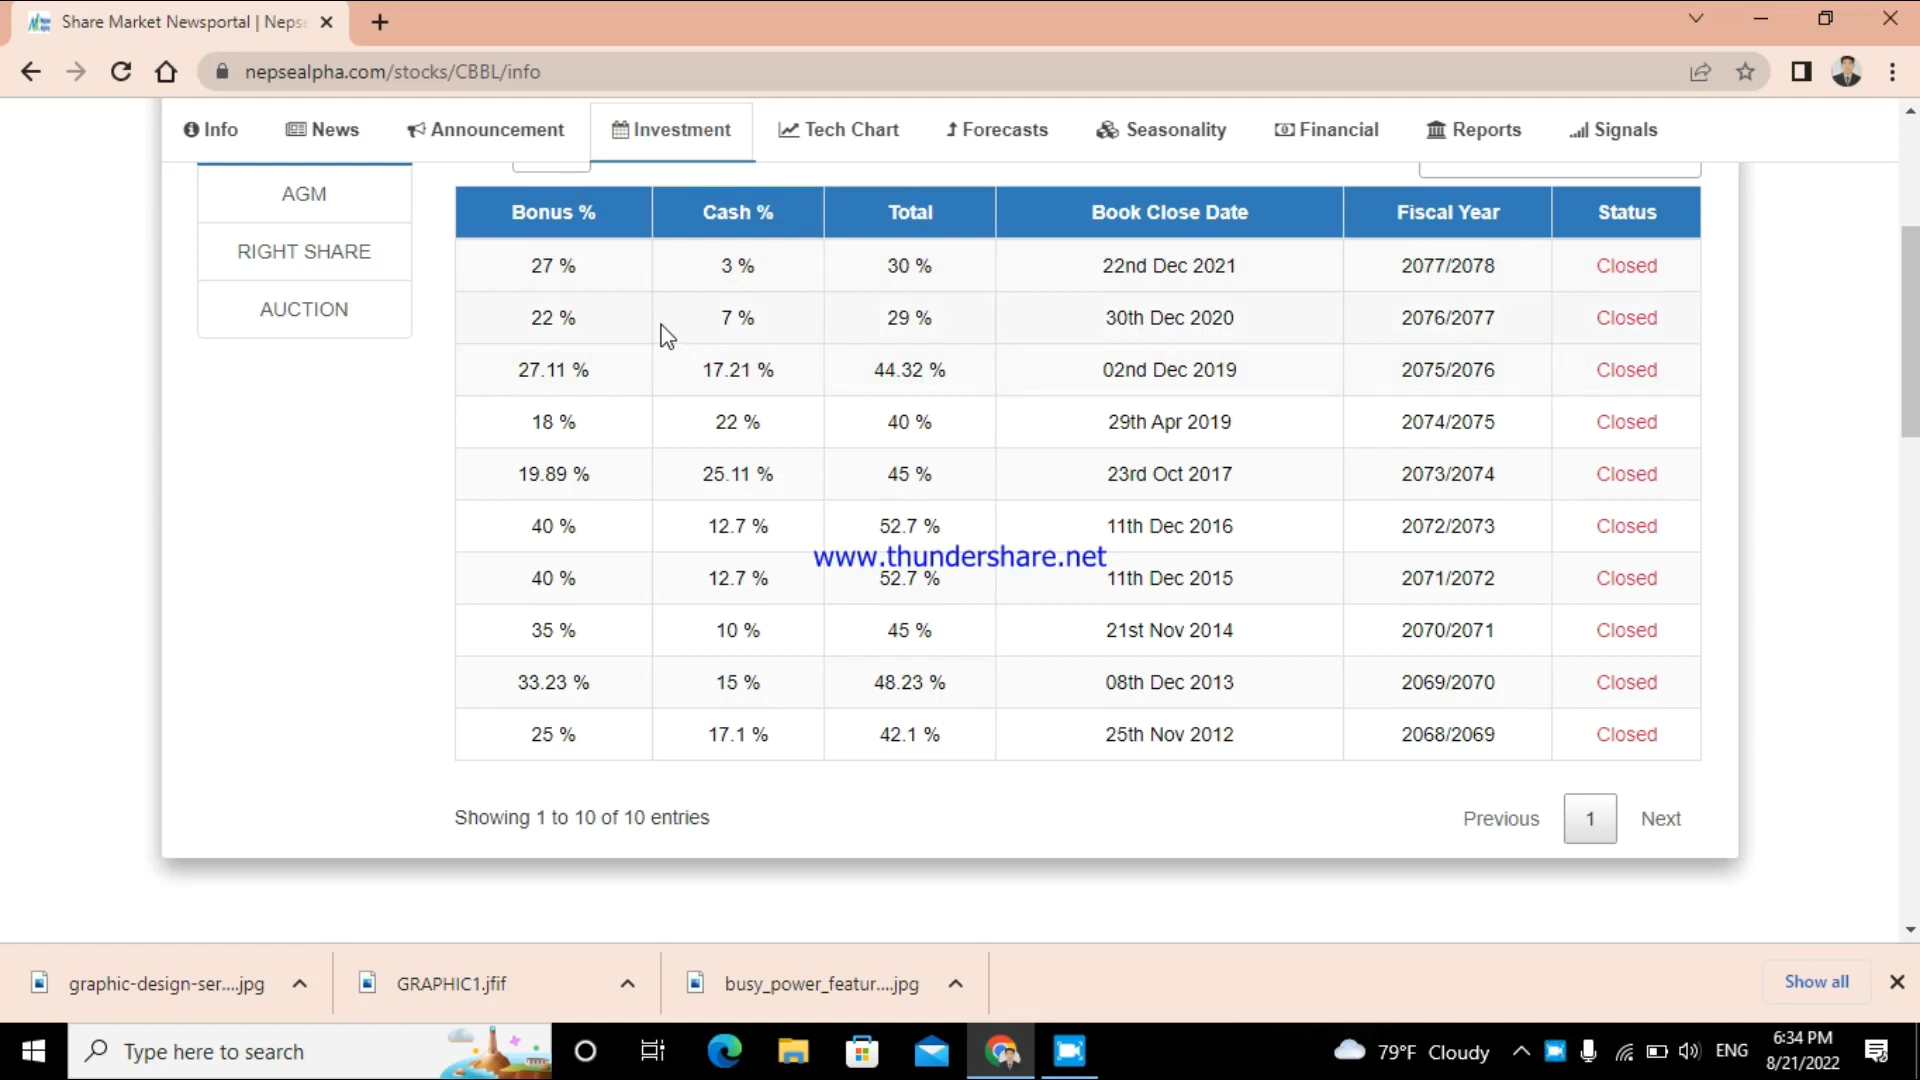 Share Market Newsportal | Nepse
nepsealpha.com/stocks/CBBL/info
Info News Announcement Investment Tech Chart Forecasts Seasonality Financial Reports Signals
AGM
RIGHT SHARE
AUCTION
Bonus % Cash % Total Book Close Date Fiscal Year Status
27 % 3 % 30 % 22nd Dec 2021 2077/2078 Closed
22 % 7 % 29 % 30th Dec 2020 2076/2077 Closed
27.11 % 17.21 % 44.32 % 02nd Dec 2019 2075/2076 Closed
18 % 22 % 40 % 29th Apr 2019 2074/2075 Closed
19.89 % 25.11 % 45 % 23rd Oct 2017 2073/2074 Closed
40 % 12.7 % 52.7 % 11th Dec 2016 2072/2073 Closed
www.thundershare.net
40 % 12.7 % 52.7 % 11th Dec 2015 2071/2072 Closed
35 % 10 % 45 % 21st Nov 2014 2070/2071 Closed
33.23 % 15 % 48.23 % 08th Dec 2013 2069/2070 Closed
25 % 17.1 % 42.1 % 25th Nov 2012 2068/2069 Closed
Showing 1 to 10 of 10 entries Previous 1 Next
graphic-design-ser....jpg GRAPHIC1.jfif busy_power_featur....jpg Show all
Type here to search 79°F Cloudy ENG 6:34 PM
8/21/2022